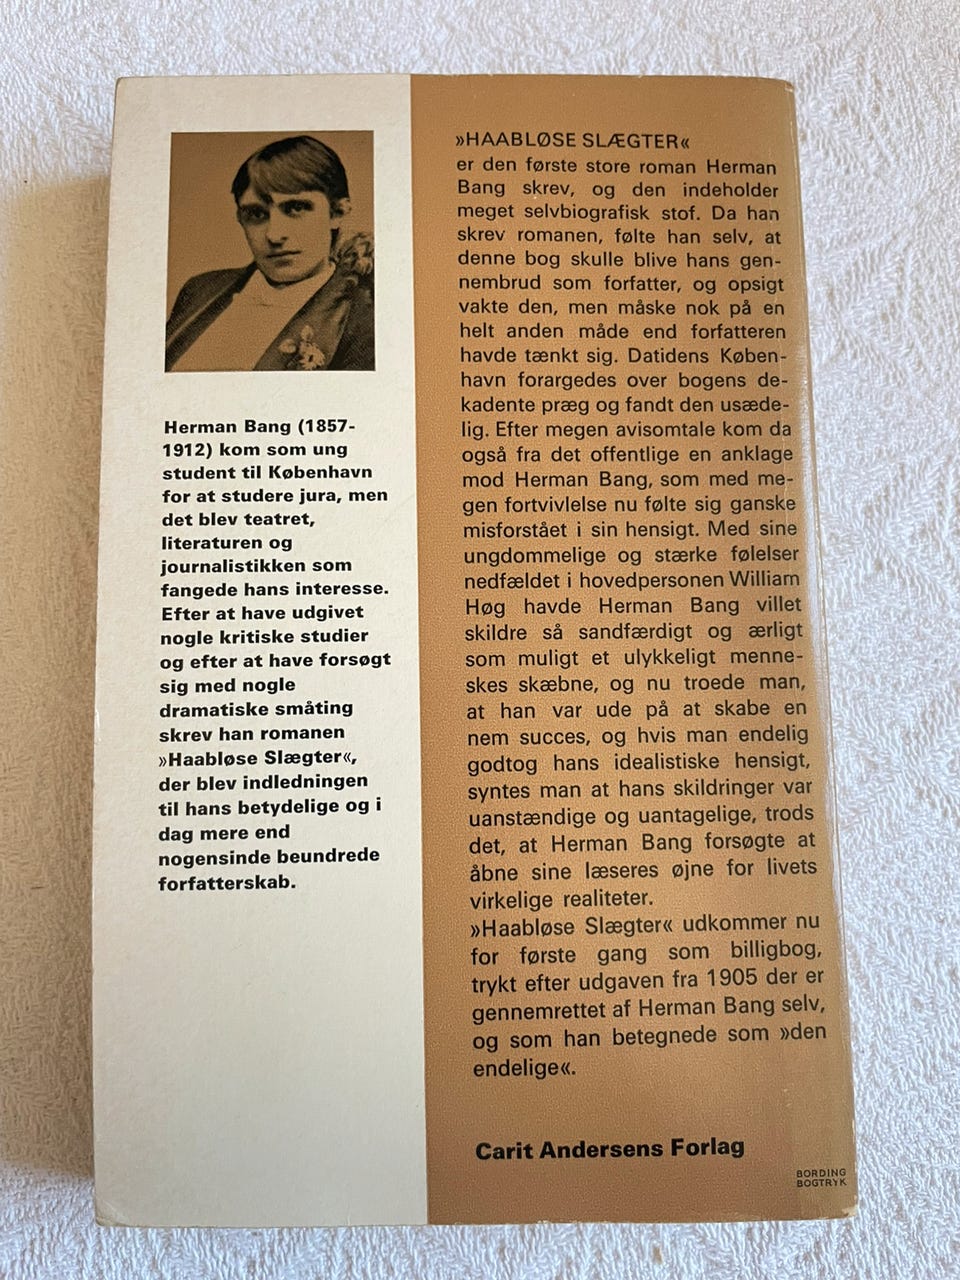 Herman Bang (1857-
1912) kom som ung
student til København
for at studere jura, men
det blev teatret,
literaturen og
journalistikken som
fangede hans interesse.
Efter at have udgivet
nogle kritiske studier
og efter at have forsøgt
sig med nogle
dramatiske småting
skrev han romanen
»Haabløse Slægter«,
der blev indledningen
til hans betydelige og i
dag mere end
nogensinde beundrede
forfatterskab.
»HAABLØSE SLÆGTER«
er den første store roman Herman
Bang skrev, og den indeholder
meget selvbiografisk stof. Da han
skrev romanen, følte han selv, at
denne bog skulle blive hans gen-
nembrud som forfatter, og opsigt
vakte den, men måske nok på en
helt anden måde end forfatteren
havde tænkt sig. Datidens Køben-
havn forargedes over bogens de-
kadente præg og fandt den usæde-
lig. Efter megen avisomtale kom da
også fra det offentlige en anklage
mod Herman Bang, som med me-
gen fortvivlelse nu følte sig ganske
misforstået i sin hensigt. Med sine
ungdommelige og stærke følelser
nedfældet i hovedpersonen William
Høg havde Herman Bang villet
skildre så sandfærdigt og ærligt
som muligt et ulykkeligt menne-
skes skæbne, og nu troede man,
at han var ude på at skabe en
nem succes, og hvis man endelig
godtog hans idealistiske hensigt,
syntes man at hans skildringer var
uanstændige og uantagelige, trods
det, at Herman Bang forsøgte at
åbne sine læseres øjne for livets
virkelige realiteter.
»Haabløse Slægter« udkommer nu
for første gang som billigbog,
trykt efter udgaven fra 1905 der er
gennemrettet af Herman Bang selv,
og som han betegnede som »den
endelige«.
Carit Andersens Forlag
BORDING
BOGTRYK